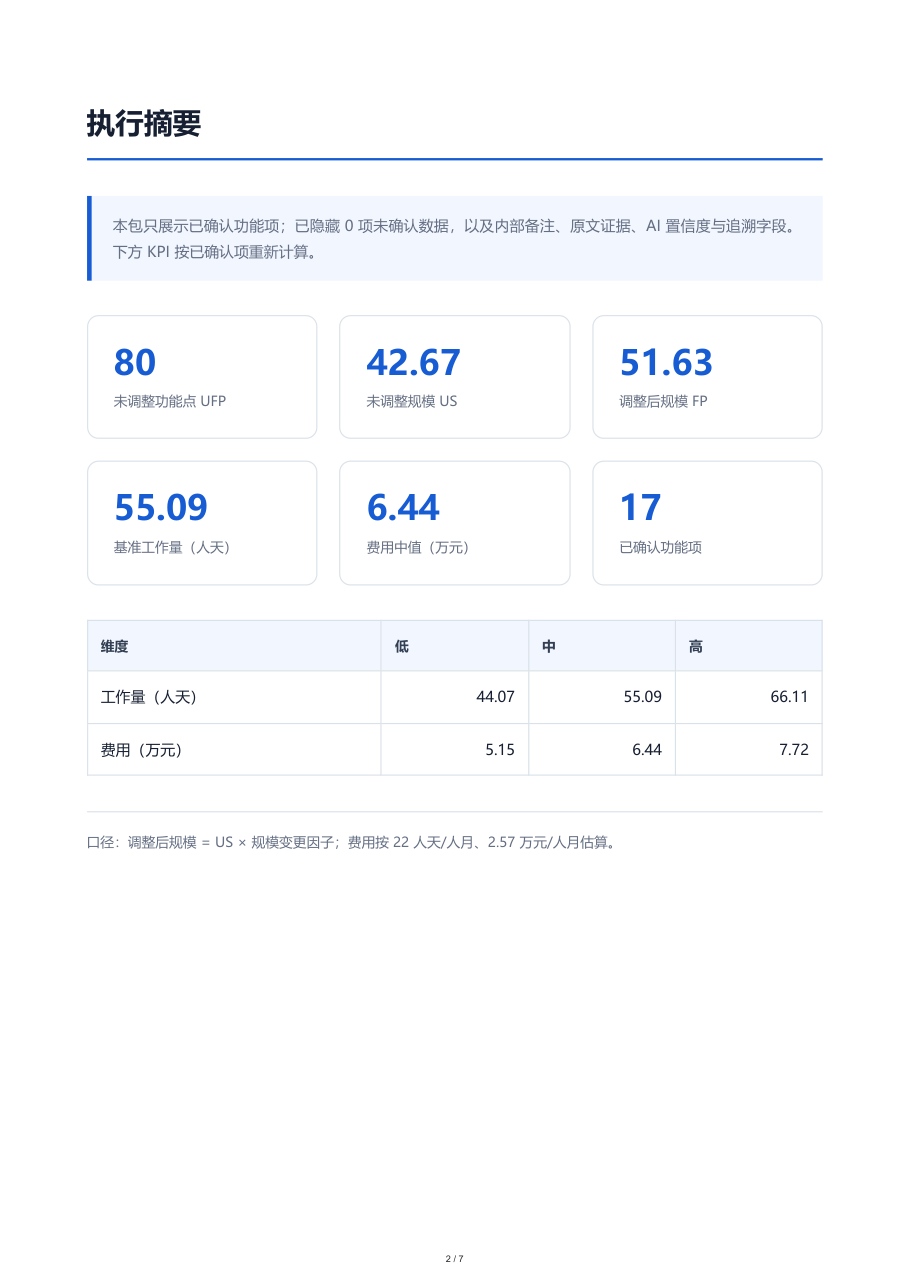 执行摘要
本包只展示已确认功能项；已隐藏 0 项未确认数据，以及内部备注、原文证据、AI 置信度与追溯字段。
下方 KPI 按已确认项重新计算。
80
未调整功能点 UFP
42.67
未调整规模 US
51.63
调整后规模 FP
55.09
基准工作量（人天）
6.44
费用中值（万元）
17
已确认功能项
维度 低 中 高
工作量（人天） 44.07 55.09 66.11
费用（万元） 5.15 6.44 7.72
口径：调整后规模 = US × 规模变更因子；费用按 22 人天/人月、2.57 万元/人月估算。
2 / 7